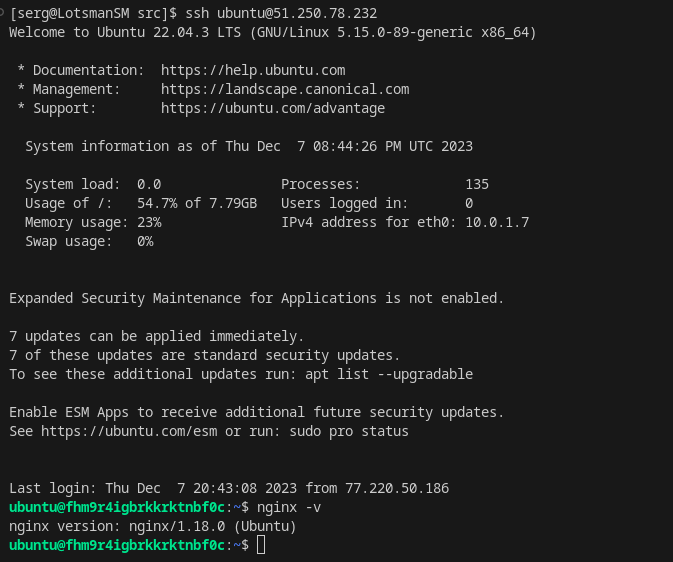 [serg@LotsmanSM src]$ ssh ubuntu@51.250.78.232
Welcome to Ubuntu 22.04.3 LTS (GNU/Linux 5.15.0-89-generic x86_64)
* Documentation:  https://help.ubuntu.com
* Management:     https://landscape.canonical.com
* Support:        https://ubuntu.com/advantage
System information as of Thu Dec  7 08:44:26 PM UTC 2023
System load:  0.0               Processes:             135
Usage of /:   54.7% of 7.79GB   Users logged in:       0
Memory usage: 23%               IPv4 address for eth0: 10.0.1.7
Swap usage:   0%
Expanded Security Maintenance for Applications is not enabled.
7 updates can be applied immediately.
7 of these updates are standard security updates.
To see these additional updates run: apt list --upgradable
Enable ESM Apps to receive additional future security updates.
See https://ubuntu.com/esm or run: sudo pro status
Last login: Thu Dec  7 20:43:08 2023 from 77.220.50.186
ubuntu@fhm9r4igbrkkrktnbf0c:~$ nginx -v
nginx version: nginx/1.18.0 (Ubuntu)
ubuntu@fhm9r4igbrkkrktnbf0c:~$